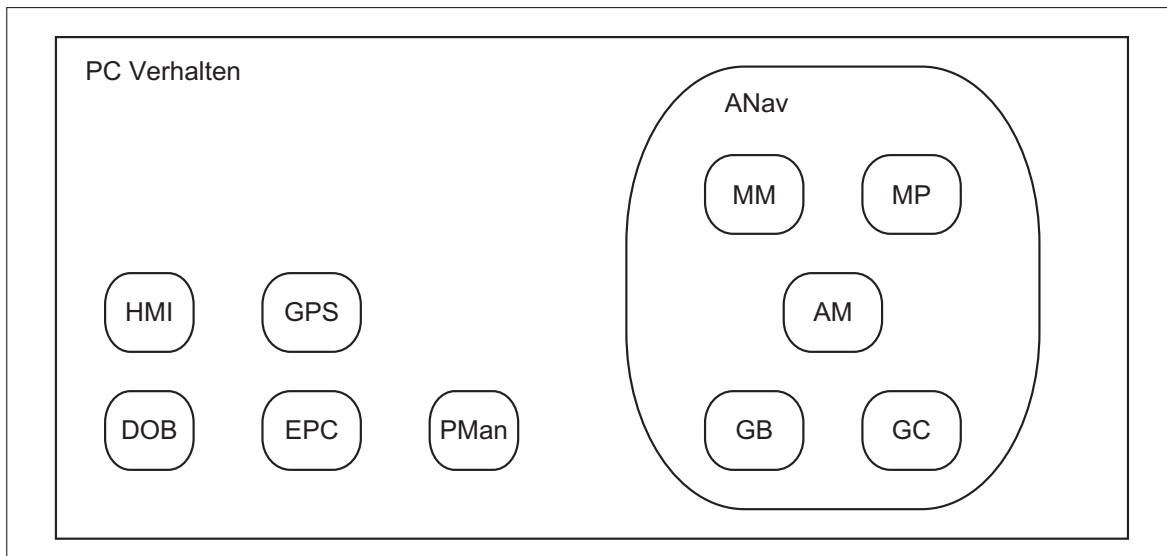 PC Verhalten
ANav
MM MP
HMI GPS AM
DOB EPC PMan GB GC